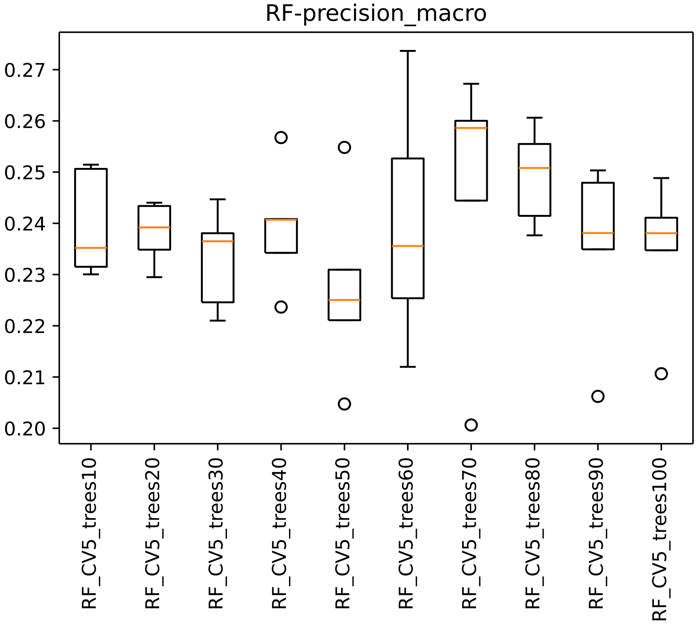 RF-precision_macro
0.27
0.26
0.25
0.24
0.23
0.22
0.21
0.20
RF_CV5_trees10
RF_CV5_trees20
RF_CV5_trees30
RF_CV5_trees40
RF_CV5_trees50
RF_CV5_trees60
RF_CV5_trees70
RF_CV5_trees80
RF_CV5_trees90
RF_CV5_trees100